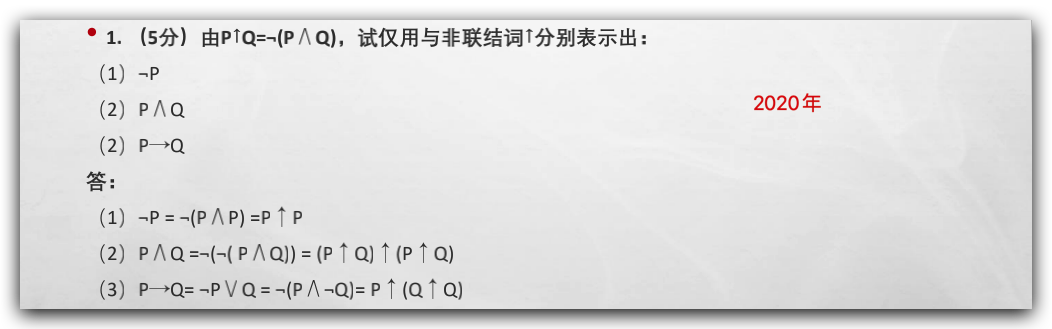 • 1. （5分）由P↑Q=¬(P∧Q)，试仅用与非联结词↑分别表示出：
（1）¬P
（2）P∧Q
2020年
（2）P→Q
答：
（1）¬P = ¬(P∧P) =P↑P
（2）P∧Q =¬(¬( P∧Q)) = (P↑Q)↑(P↑Q)
（3）P→Q= ¬P∨Q = ¬(P∧¬Q)= P↑(Q↑Q)